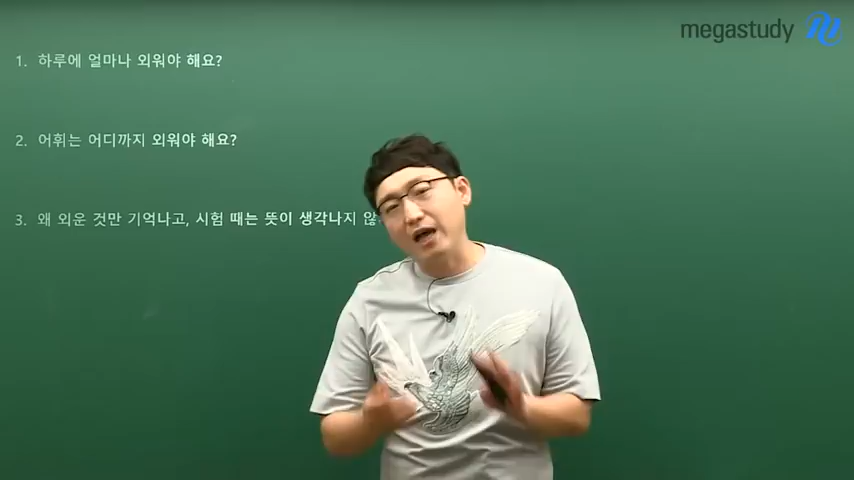 megastudy
1. 하루에 얼마나 외워야 해요?
2. 어휘는 어디까지 외워야 해요?
3. 왜 외운 것만 기억나고, 시험 때는 뜻이 생각나지 않